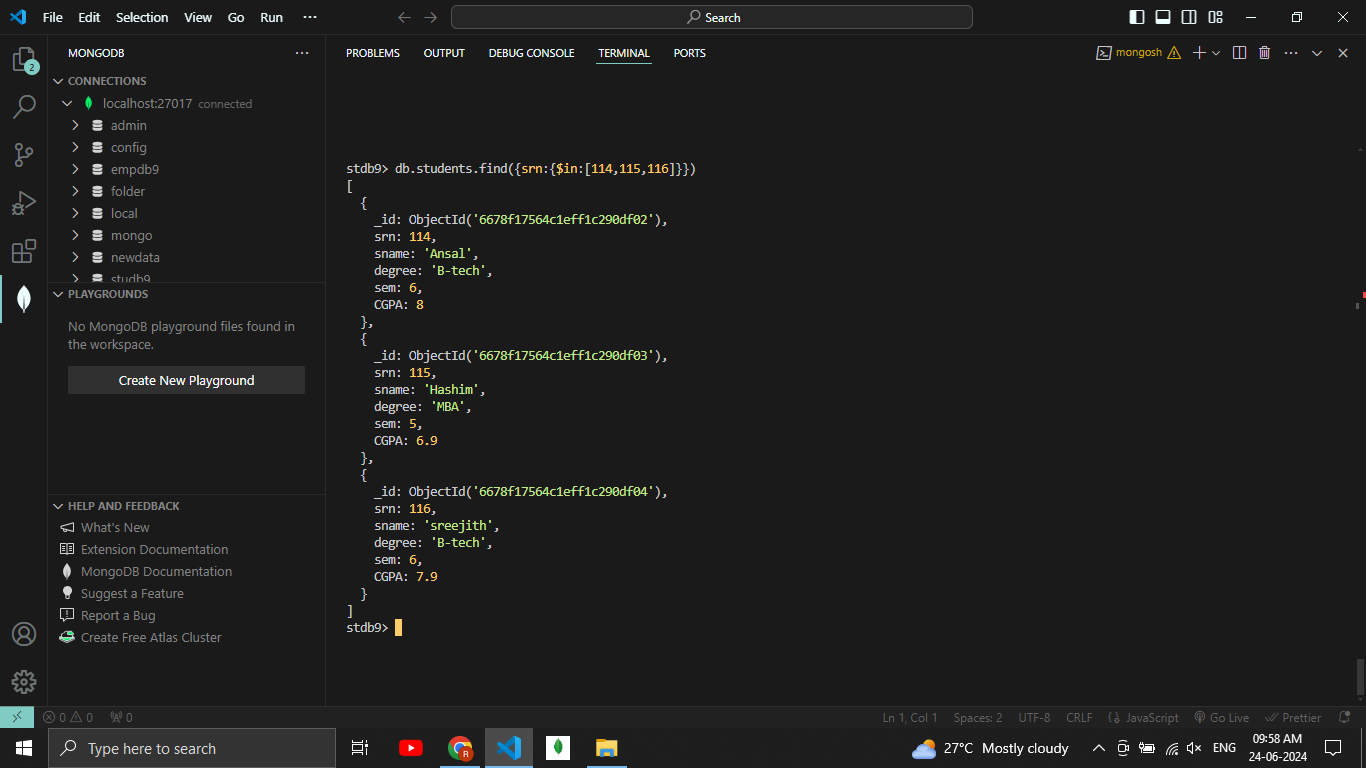 File Edit Selection View Go Run ··· Search
MONGODB ···
PROBLEMS OUTPUT DEBUG CONSOLE TERMINAL PORTS mongosh
2
CONNECTIONS
localhost:27017 connected
admin
config
empdb9
folder
local
mongo
newdata
studb9
PLAYGROUNDS
No MongoDB playground files found in
the workspace.
Create New Playground
HELP AND FEEDBACK
What's New
Extension Documentation
MongoDB Documentation
Suggest a Feature
Report a Bug
Create Free Atlas Cluster
stdb9> db.students.find({srn:{$in:[114,115,116]}})
[
{
_id: ObjectId('6678f17564c1eff1c290df02'),
srn: 114,
sname: 'Ansal',
degree: 'B-tech',
sem: 6,
CGPA: 8
},
{
_id: ObjectId('6678f17564c1eff1c290df03'),
srn: 115,
sname: 'Hashim',
degree: 'MBA',
sem: 5,
CGPA: 6.9
},
{
_id: ObjectId('6678f17564c1eff1c290df04'),
srn: 116,
sname: 'sreejith',
degree: 'B-tech',
sem: 6,
CGPA: 7.9
}
]
stdb9>
0 0 0 Ln 1, Col 1 Spaces: 2 UTF-8 CRLF {} JavaScript Go Live Prettier
Type here to search R 27°C Mostly cloudy ENG 09:58 AM
24-06-2024